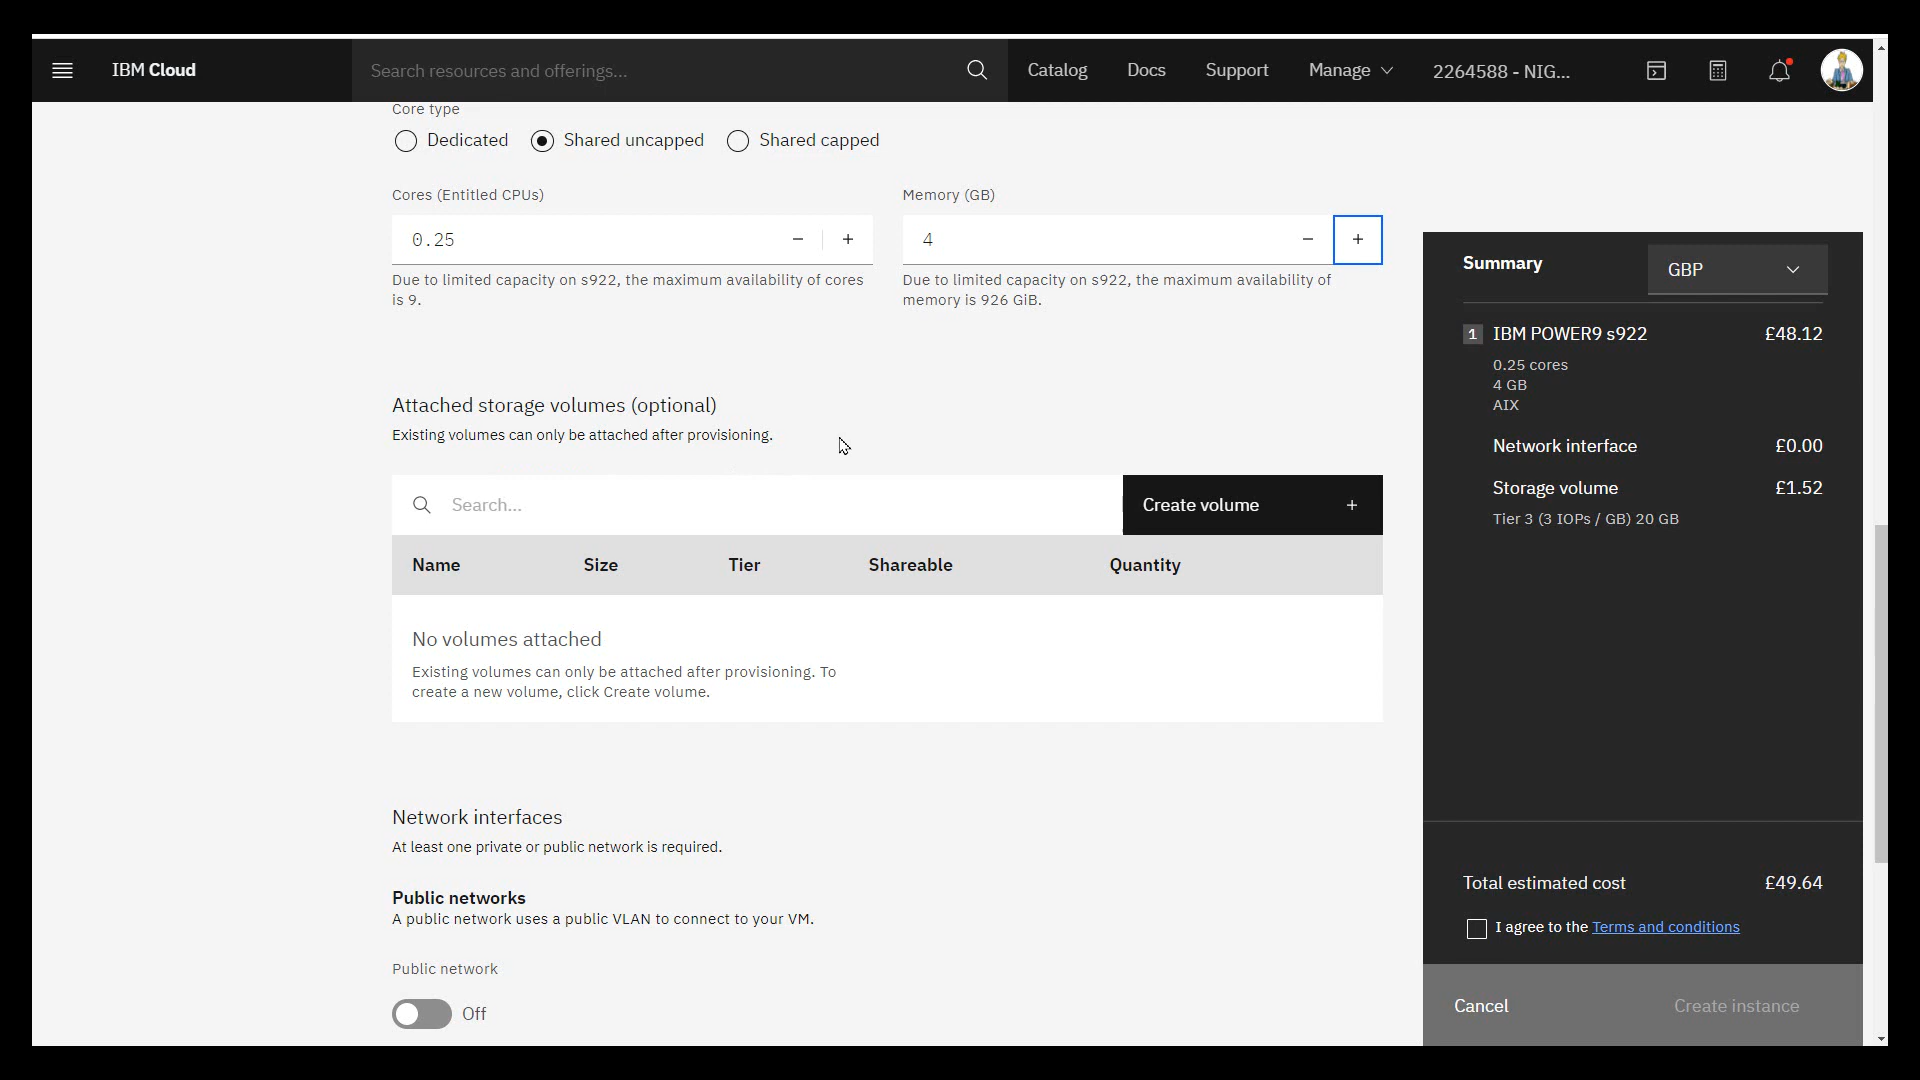 IBM Cloud
Search resources and offerings...
Catalog
Docs
Support
Manage
2264588 - NIG...
Core type
Dedicated
Shared uncapped
Shared capped
Cores (Entitled CPUs)
0.25
Due to limited capacity on s922, the maximum availability of cores
is 9.
Memory (GB)
4
Due to limited capacity on s922, the maximum availability of
memory is 926 GiB.
Attached storage volumes (optional)
Existing volumes can only be attached after provisioning.
Search...
Create volume
Name
Size
Tier
Shareable
Quantity
No volumes attached
Existing volumes can only be attached after provisioning. To
create a new volume, click Create volume.
Network interfaces
At least one private or public network is required.
Public networks
A public network uses a public VLAN to connect to your VM.
Public network
Off
Summary
GBP
1 IBM POWER9 s922 £48.12
0.25 cores
4 GB
AIX
Network interface £0.00
Storage volume £1.52
Tier 3 (3 IOPs / GB) 20 GB
Total estimated cost £49.64
I agree to the Terms and conditions
Cancel
Create instance